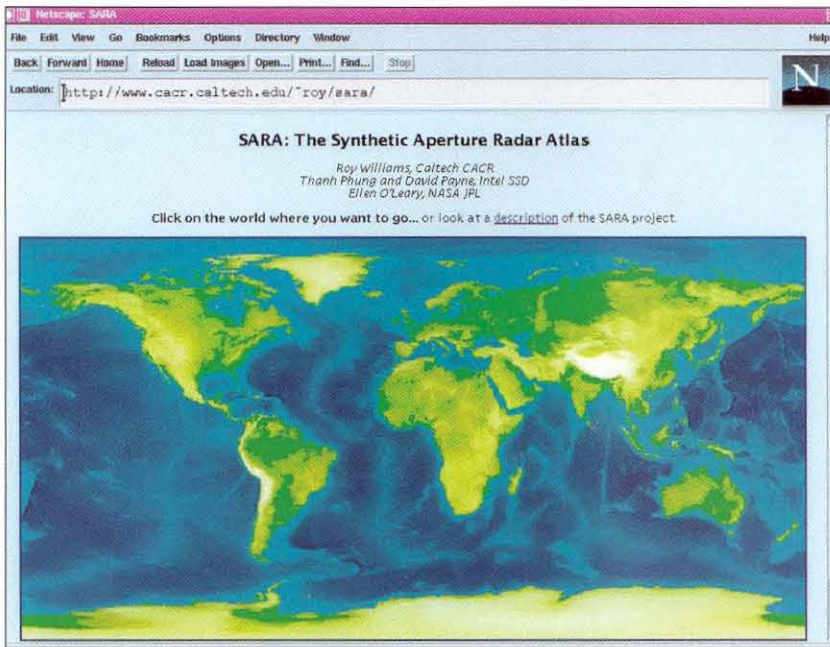 Netscape: SARA
File Edit View Go Bookmarks Options Directory Window Help
Back Forward Home Reload Load Images Open... Print... Find... Stop
Location: http://www.cacr.caltech.edu/~roy/sara/
N
SARA: The Synthetic Aperture Radar Atlas
Roy Williams, Caltech CACR
Thanh Phung and David Payne, Intel SSD
Ellen O'Leary, NASA JPL
Click on the world where you want to go... or look at a description of the SARA project.